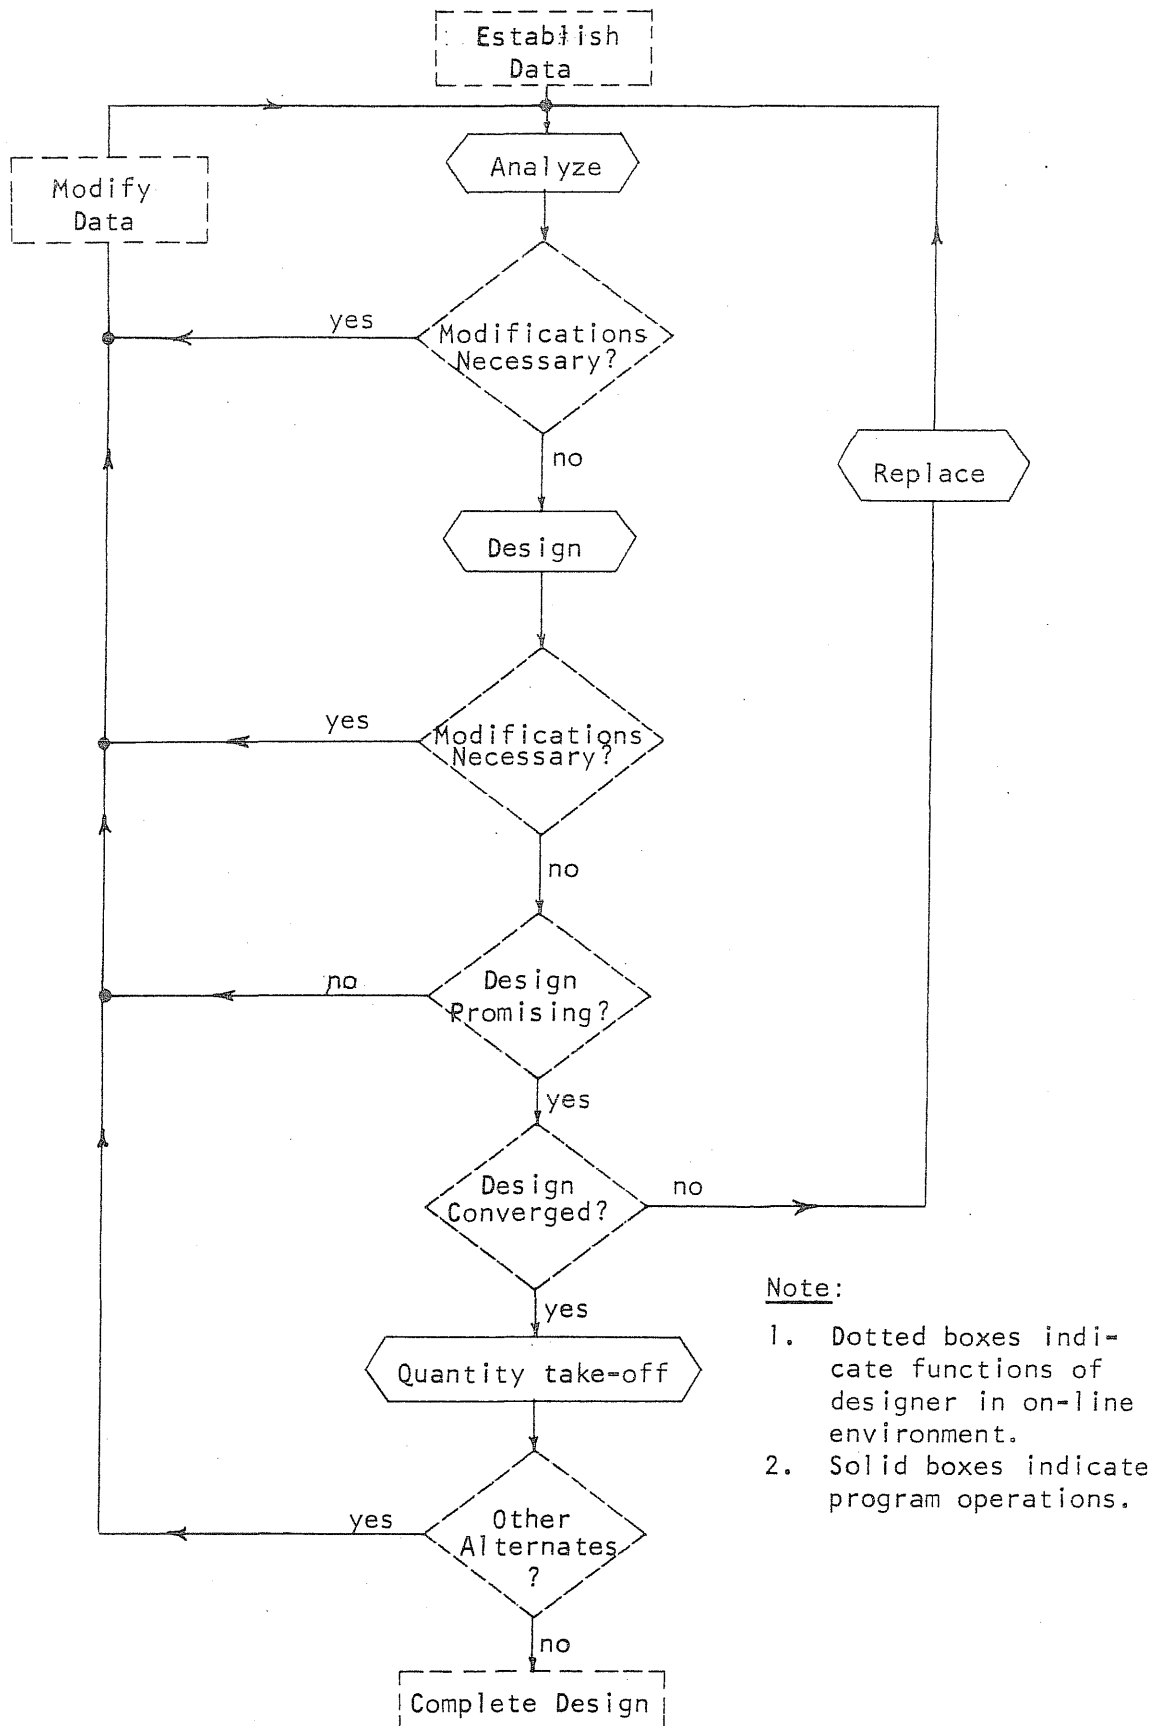 Establish
Data
Analyze
Modify
Data
yes
Modifications
Necessary?
no
Replace
Design
yes
Modifications
Necessary?
no
no
Design
Promising?
yes
Design
Converged?
no
yes
Note:
1. Dotted boxes indi-
cate functions of
designer in on-line
environment.
2. Solid boxes indicate
program operations.
Quantity take-off
yes
Other
Alternates
?
no
Complete Design